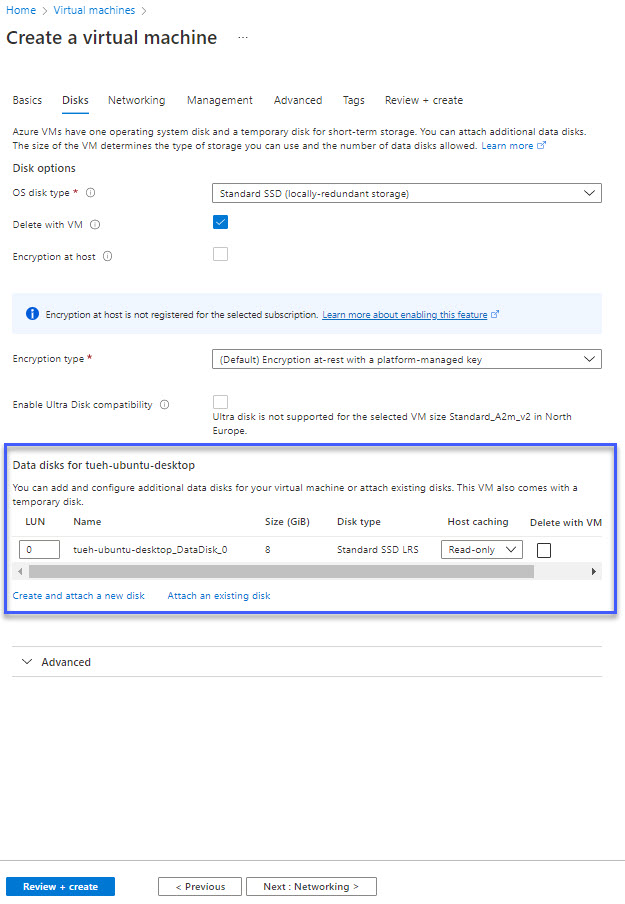 Home > Virtual machines >
Create a virtual machine ...
Basics Disks Networking Management Advanced Tags Review + create
Azure VMs have one operating system disk and a temporary disk for short-term storage. You can attach additional data disks.
The size of the VM determines the type of storage you can use and the number of data disks allowed. Learn more
Disk options
OS disk type * Standard SSD (locally-redundant storage)
Delete with VM
Encryption at host
Encryption at host is not registered for the selected subscription. Learn more about enabling this feature
Encryption type * (Default) Encryption at-rest with a platform-managed key
Enable Ultra Disk compatibility
Ultra disk is not supported for the selected VM size Standard_A2m_v2 in North
Europe.
Data disks for tueh-ubuntu-desktop
You can add and configure additional data disks for your virtual machine or attach existing disks. This VM also comes with a
temporary disk.
LUN Name Size (GiB) Disk type Host caching Delete with VM
0 tueh-ubuntu-desktop_DataDisk_0 8 Standard SSD LRS Read-only
Create and attach a new disk Attach an existing disk
Advanced
Review + create < Previous Next : Networking >